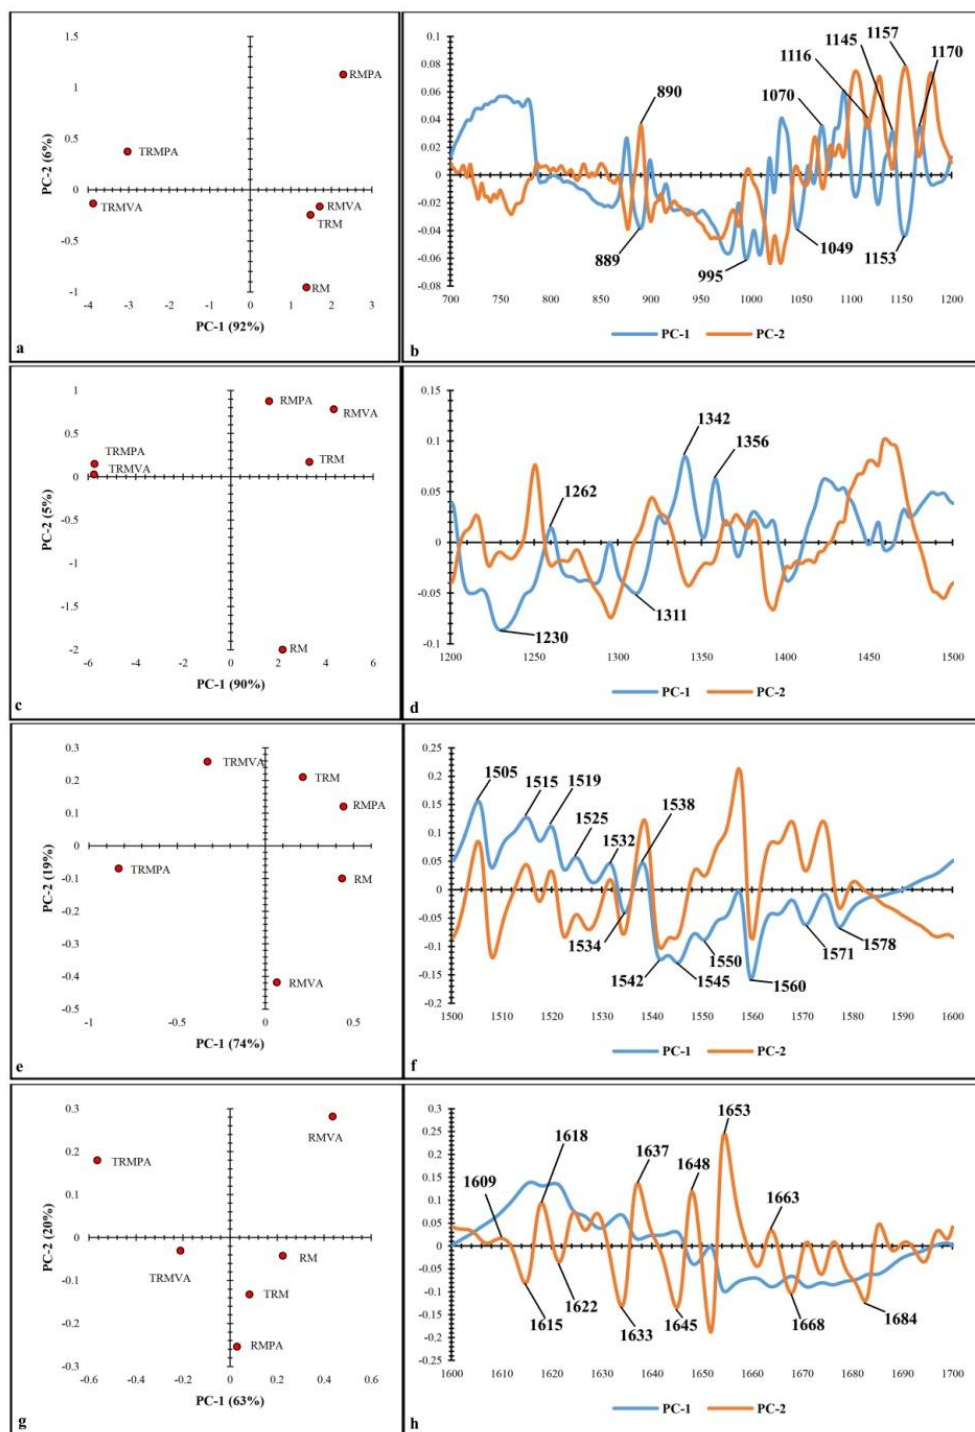 1.5
1
0.5
0
-0.5
-1
PC-2 (6%)
RMPA
TRMPA
TRMVA
RMVA
TRM
RM
-4 -3 -2 -1 0 1 2 3
PC-1 (92%)
a
0.1
0.08
0.06
0.04
0.02
0
-0.02
-0.04
-0.06
-0.08
890
1070
1116
1145
1157
1170
889
995
1049
1153
700 750 800 850 900 950 1000 1050 1100 1150 1200
PC-1 PC-2
b
1
0.5
0
-0.5
-1
-1.5
-2
PC-2 (5%)
RMPA
RMVA
TRMPA
TRMVA
TRM
RM
-6 -4 -2 0 2 4 6
PC-1 (90%)
c
0.15
0.1
0.05
0
-0.05
-0.1
1342
1356
1262
1311
1230
1200 1250 1300 1350 1400 1450 1500
PC-1 PC-2
d
0.3
0.2
0.1
0
-0.1
-0.2
-0.3
-0.4
-0.5
PC-2 (19%)
TRMVA
TRM
RMPA
TRMPA
RM
RMVA
-1 -0.5 0 0.5
PC-1 (74%)
e
0.25
0.2
0.15
0.1
0.05
0
-0.05
-0.1
-0.15
-0.2
1505
1515
1519
1525
1532
1538
1534
1542
1545
1550
1560
1571
1578
1500 1510 1520 1530 1540 1550 1560 1570 1580 1590 1600
PC-1 PC-2
f
0.3
0.2
0.1
0
-0.1
-0.2
-0.3
PC-2 (20%)
RMVA
TRMPA
TRMVA
RM
TRM
RMPA
-0.6 -0.4 -0.2 0 0.2 0.4 0.6
PC-1 (63%)
g
0.3
0.25
0.2
0.15
0.1
0.05
0
-0.05
-0.1
-0.15
-0.2
-0.25
1609
1618
1637
1648
1653
1663
1615
1622
1633
1645
1668
1684
1600 1610 1620 1630 1640 1650 1660 1670 1680 1690 1700
PC-1 PC-2
h